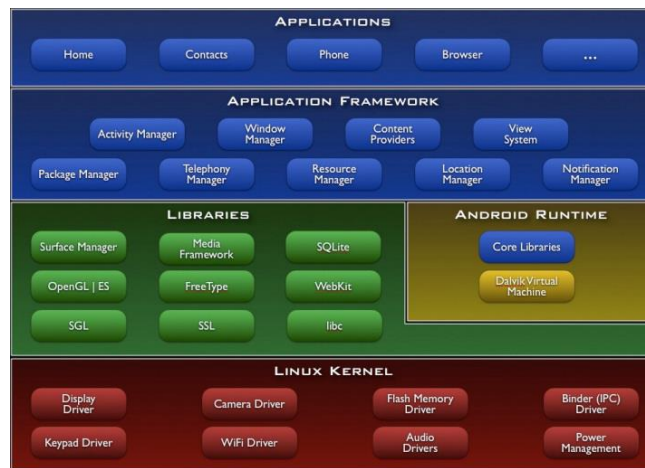 APPLICATIONS
Home
Contacts
Phone
Browser
...
APPLICATION FRAMEWORK
Activity Manager
Window
Manager
Content
Providers
View
System
Package Manager
Telephony
Manager
Resource
Manager
Location
Manager
Notification
Manager
LIBRARIES
Surface Manager
Media
Framework
SQLite
OpenGL | ES
FreeType
WebKit
SGL
SSL
libc
ANDROID RUNTIME
Core Libraries
Dalvik Virtual
Machine
LINUX KERNEL
Display
Driver
Camera Driver
Flash Memory
Driver
Binder (IPC)
Driver
Keypad Driver
WiFi Driver
Audio
Drivers
Power
Management